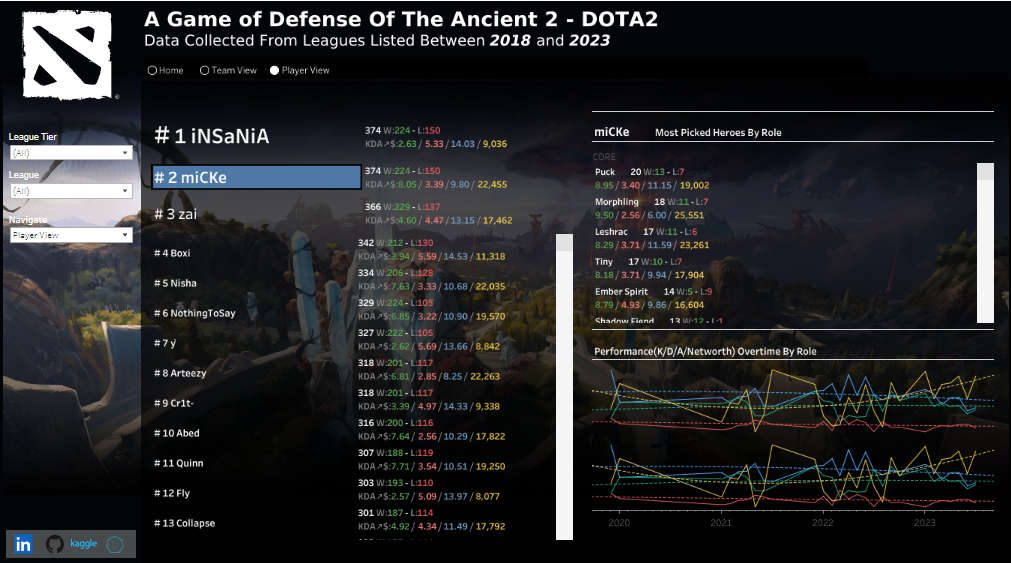 A Game of Defense Of The Ancient 2 - DOTA2
Data Collected From Leagues Listed Between 2018 and 2023
Home
Team View
Player View
League Tier
(All)
League
(All)
Navigate
Player View
# 1 iNSaNiA
374 W:224 - L:150
KDA↗$:2.63 / 5.33 / 14.03 / 9,036
# 2 miCKe
374 W:224 - L:150
KDA↗$:8.05 / 3.39 / 9.80 / 22,455
# 3 zai
366 W:229 - L:137
KDA↗$:4.60 / 4.47 / 13.15 / 17,462
# 4 Boxi
342 W:212 - L:130
KDA↗$:3.94 / 5.59 / 14.53 / 11,318
# 5 Nisha
334 W:206 - L:128
KDA↗$:7.63 / 3.33 / 10.68 / 22,035
# 6 NothingToSay
329 W:224 - L:105
KDA↗$:6.85 / 3.22 / 10.90 / 19,570
# 7 y`
327 W:222 - L:105
KDA↗$:2.62 / 5.69 / 13.66 / 8,842
# 8 Arteezy
318 W:201 - L:117
KDA↗$:6.81 / 2.85 / 8.25 / 22,263
# 9 Cr1t-
318 W:201 - L:117
KDA↗$:3.39 / 4.97 / 14.33 / 9,338
# 10 Abed
316 W:200 - L:116
KDA↗$:7.64 / 2.56 / 10.29 / 17,822
# 11 Quinn
307 W:188 - L:119
KDA↗$:7.71 / 3.54 / 10.51 / 19,250
# 12 Fly
303 W:193 - L:110
KDA↗$:2.57 / 5.09 / 13.97 / 8,077
# 13 Collapse
301 W:187 - L:114
KDA↗$:4.92 / 4.34 / 11.49 / 17,792
miCKe Most Picked Heroes By Role
CORE
Puck 20 W:13 - L:7
8.95 / 3.40 / 11.15 / 19,002
Morphling 18 W:11 - L:7
9.50 / 2.56 / 6.00 / 25,551
Leshrac 17 W:11 - L:6
8.29 / 3.71 / 11.59 / 23,261
Tiny 17 W:10 - L:7
8.18 / 3.71 / 9.94 / 17,904
Ember Spirit 14 W:5 - L:9
8.79 / 4.93 / 9.86 / 16,604
Shadow Fiend 13 W:12 - L:1
Performance(K/D/A/Networth) Overtime By Role
2020 2021 2022 2023
in
kaggle